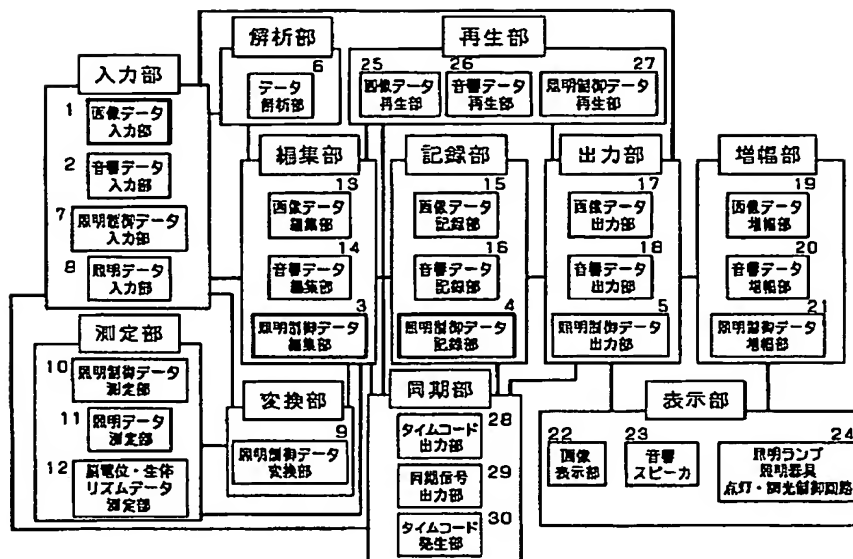 解析部
6
データ
解析部
再生部
25
画像データ
再生部
26
音響データ
再生部
27
照明制御データ
再生部
入力部
1
画像データ
入力部
2
音響データ
入力部
7
照明制御データ
入力部
8
照明データ
入力部
編集部
13
画像データ
編集部
14
音響データ
編集部
3
照明制御データ
編集部
記録部
15
画像データ
記録部
16
音響データ
記録部
4
照明制御データ
記録部
出力部
17
画像データ
出力部
18
音響データ
出力部
5
照明制御データ
出力部
増幅部
19
画像データ
増幅部
20
音響データ
増幅部
21
照明制御データ
増幅部
測定部
10
照明制御データ
測定部
11
照明データ
測定部
12
脳電位・生体
リズムデータ
測定部
変換部
9
照明制御データ
変換部
同期部
28
タイムコード
出力部
29
同期信号
出力部
30
タイムコード
発生部
表示部
22
画像
表示部
23
音響
スピーカ
24
照明ランプ
照明器具
点灯・調光制御回路